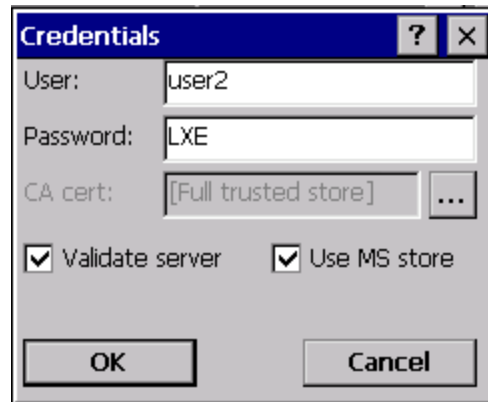 Credentials ? ×
User: user2
Password: LXE
CA cert: [Full trusted store] ...
Validate server Use MS store
OK Cancel